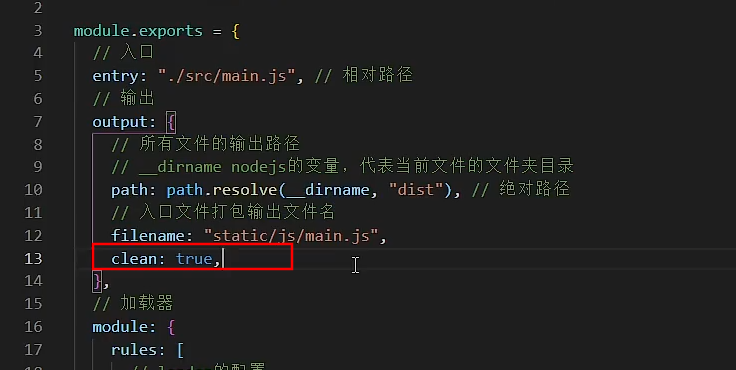 2
3 module.exports = {
4 // 入口
5 entry: "./src/main.js", // 相对路径
6 // 输出
7 output: {
8 // 所有文件的输出路径
9 // __dirname nodejs的变量，代表当前文件的文件夹目录
10 path: path.resolve(__dirname, "dist"), // 绝对路径
11 // 入口文件打包输出文件名
12 filename: "static/js/main.js",
13 clean: true,
14 },
15 // 加载器
16 module: {
17 rules: [
的配置